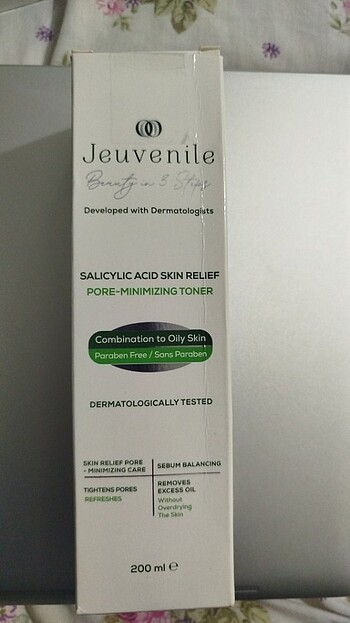 Jeuvenile
Beauty in 3 Steps
Developed with Dermatologists
SALICYLIC ACID SKIN RELIEF
PORE-MINIMIZING TONER
Combination to Oily Skin
Paraben Free / Sans Paraben
DERMATOLOGICALLY TESTED
SKIN RELIEF PORE
- MINIMIZING CARE
SEBUM BALANCING
TIGHTENS PORES
REFRESHES
REMOVES
EXCESS OIL
Without
Overdrying
The Skin
200 ml ℮